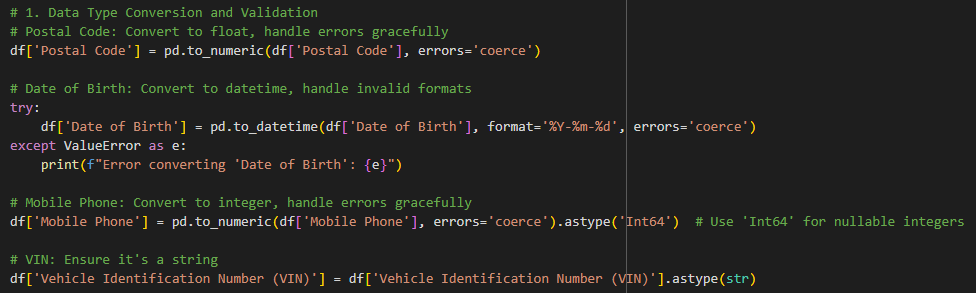 # 1. Data Type Conversion and Validation
# Postal Code: Convert to float, handle errors gracefully
df['Postal Code'] = pd.to_numeric(df['Postal Code'], errors='coerce')
# Date of Birth: Convert to datetime, handle invalid formats
try:
    df['Date of Birth'] = pd.to_datetime(df['Date of Birth'], format='%Y-%m-%d', errors='coerce')
except ValueError as e:
    print(f"Error converting 'Date of Birth': {e}")
# Mobile Phone: Convert to integer, handle errors gracefully
df['Mobile Phone'] = pd.to_numeric(df['Mobile Phone'], errors='coerce').astype('Int64')  # Use 'Int64' for nullable integers
# VIN: Ensure it's a string
df['Vehicle Identification Number (VIN)'] = df['Vehicle Identification Number (VIN)'].astype(str)